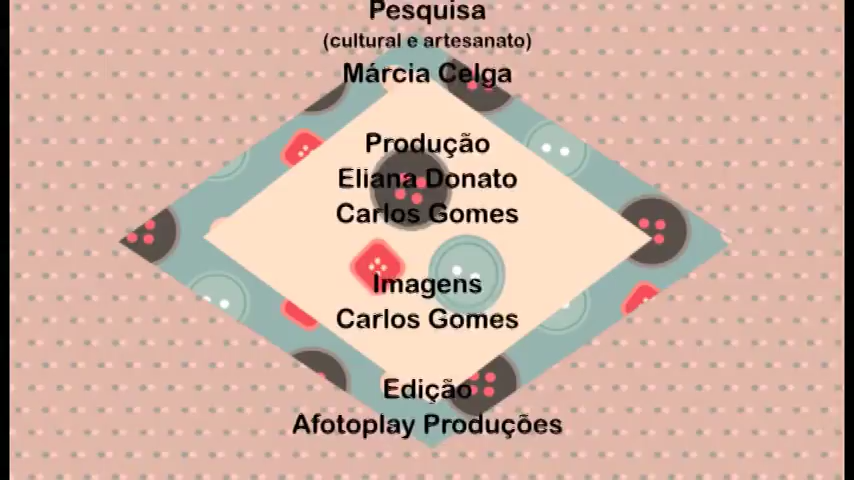 Pesquisa
(cultural e artesanato)
Márcia Celga
Produção
Eliana Donato
Carlos Gomes
Imagens
Carlos Gomes
Edição
Afotoplay Produções